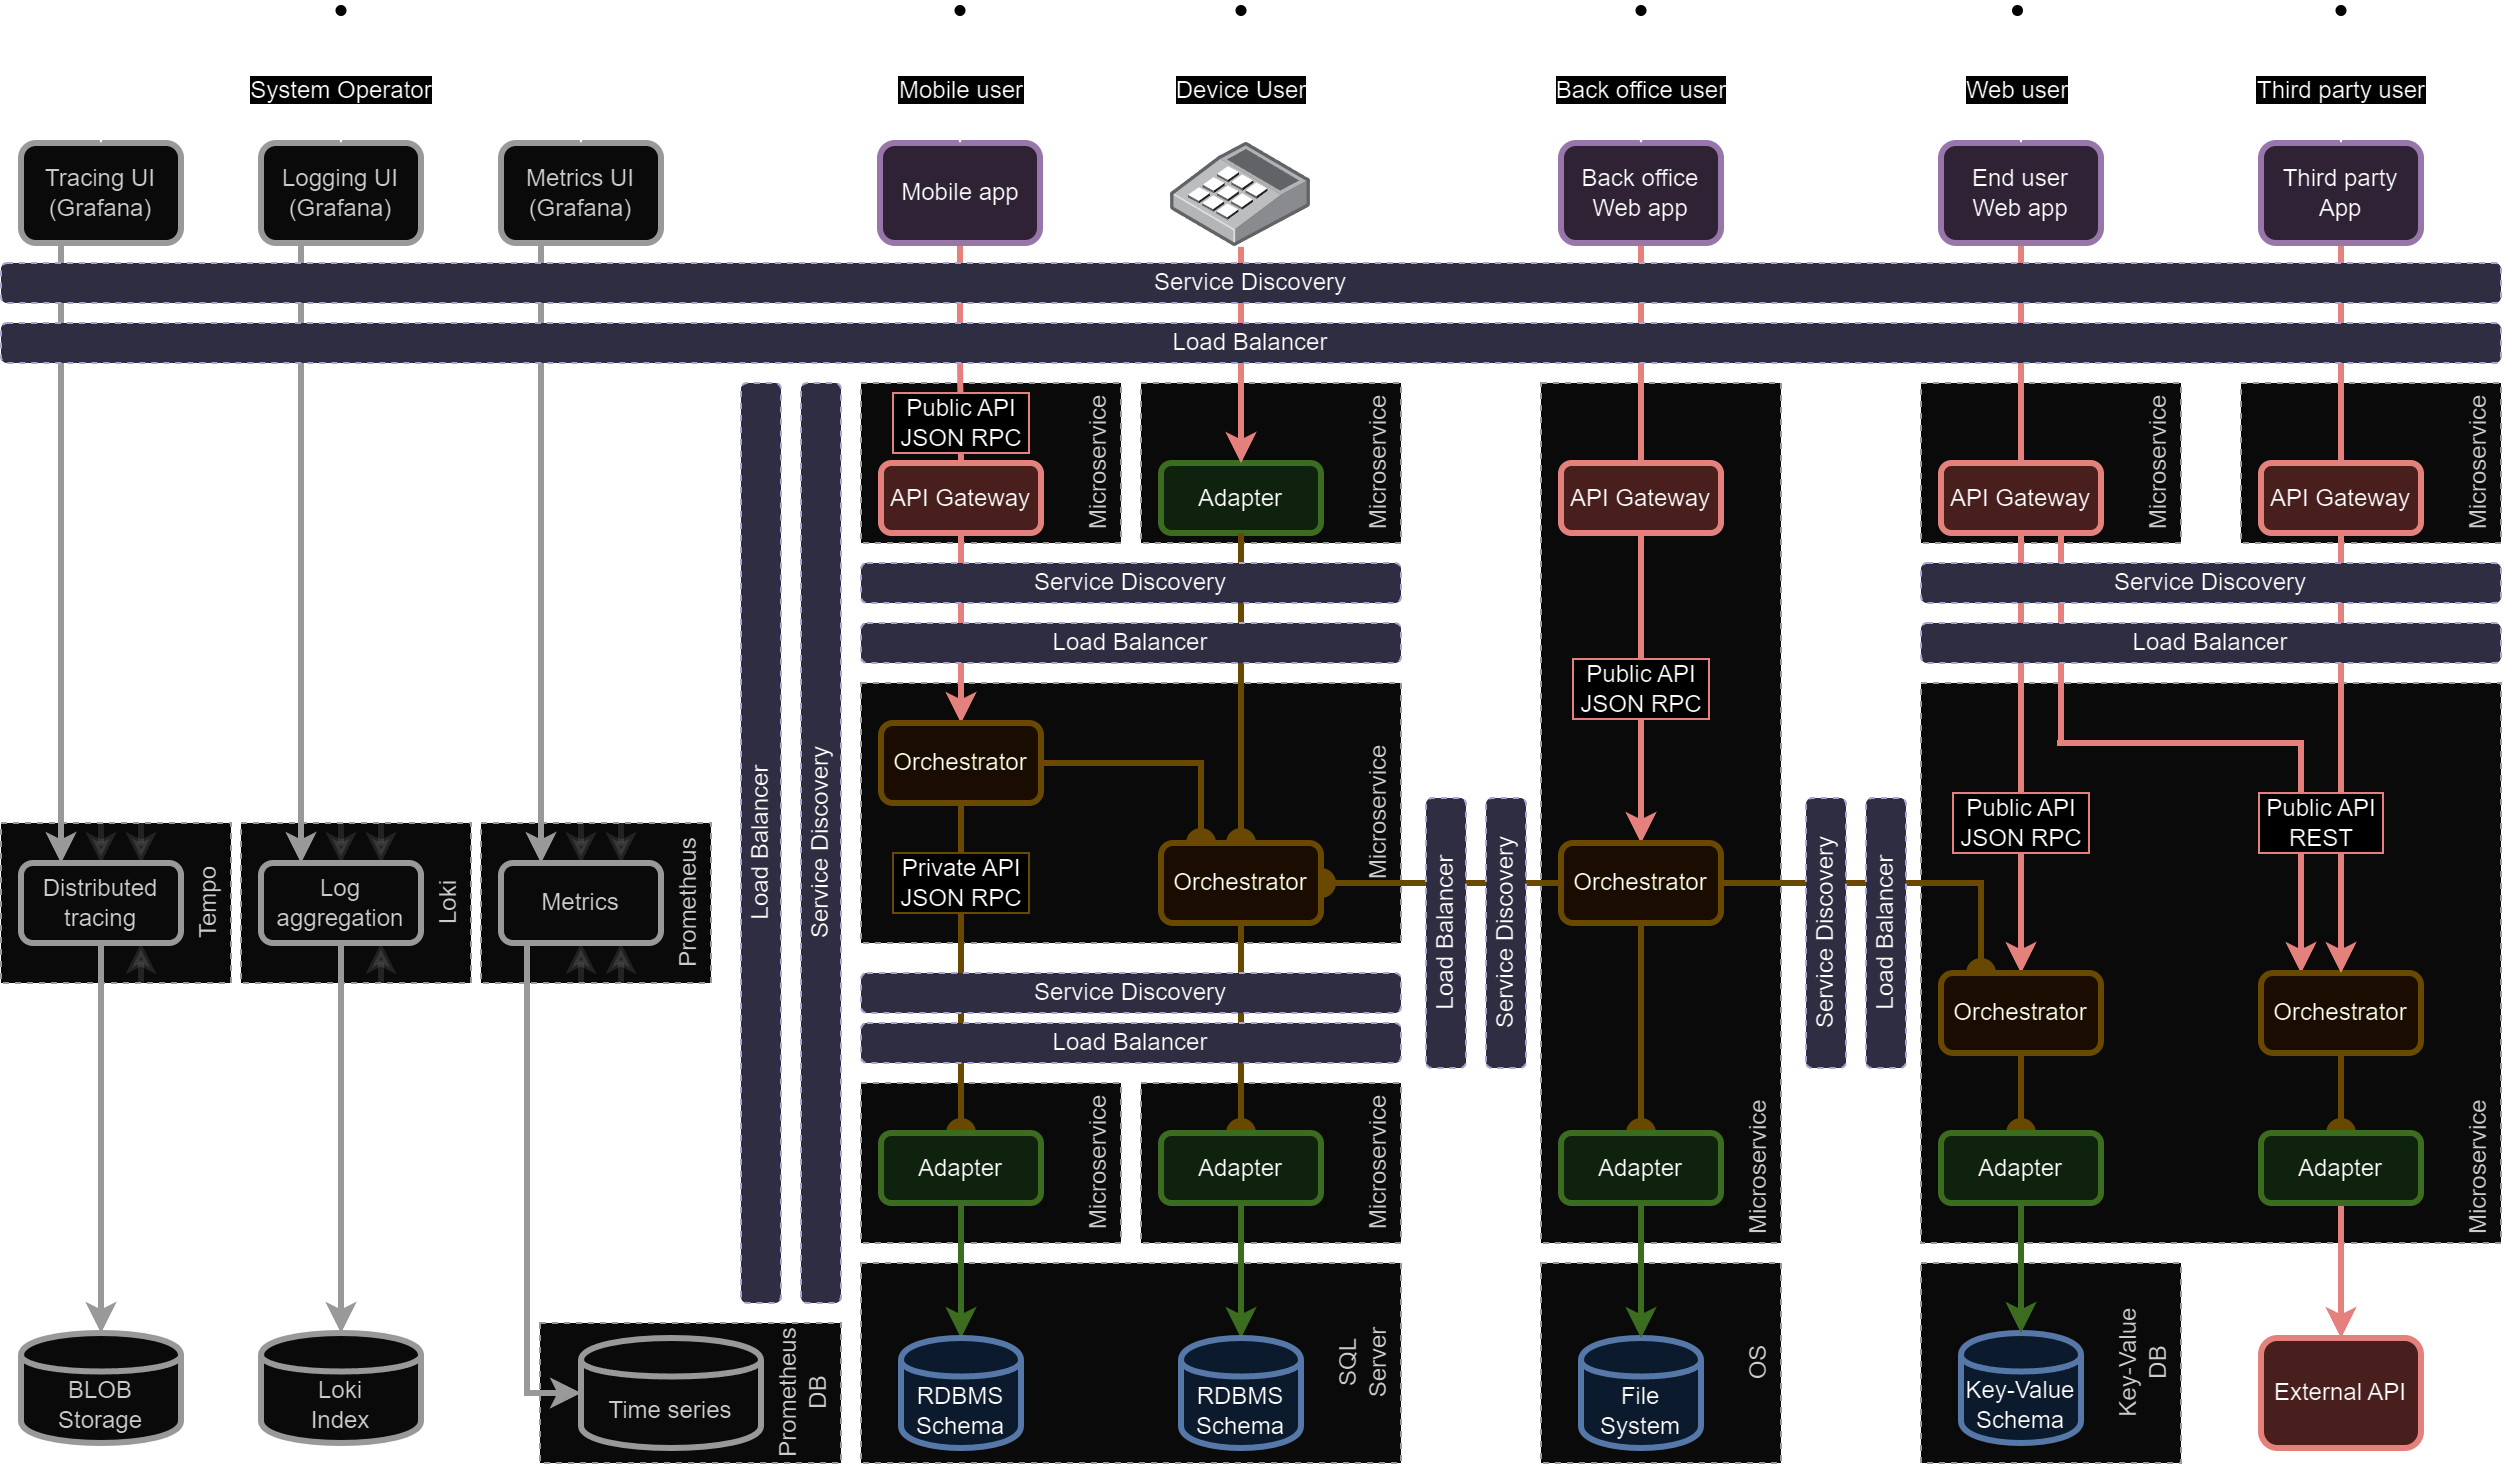 System Operator
Mobile user
Device User
Back office user
Web user
Third party user
Tracing UI
(Grafana)
Logging UI
(Grafana)
Metrics UI
(Grafana)
Mobile app
Back office
Web app
End user
Web app
Third party
App
Service Discovery
Load Balancer
Public API
JSON RPC
API Gateway
Microservice
Adapter
Microservice
API Gateway
API Gateway
Microservice
API Gateway
Microservice
Service Discovery
Load Balancer
Service Discovery
Load Balancer
Load Balancer
Service Discovery
Orchestrator
Private API
JSON RPC
Orchestrator
Microservice
Load Balancer
Service Discovery
Public API
JSON RPC
Orchestrator
Service Discovery
Load Balancer
Public API
JSON RPC
Public API
REST
Orchestrator
Orchestrator
Distributed
tracing
Tempo
Log
aggregation
Loki
Metrics
Prometheus
Service Discovery
Load Balancer
Adapter
Microservice
Adapter
Microservice
Adapter
Microservice
Adapter
Adapter
Microservice
BLOB
Storage
Loki
Index
Time series
Prometheus
DB
RDBMS
Schema
RDBMS
Schema
SQL
Server
File
System
OS
Key-Value
Schema
Key-Value
DB
External API